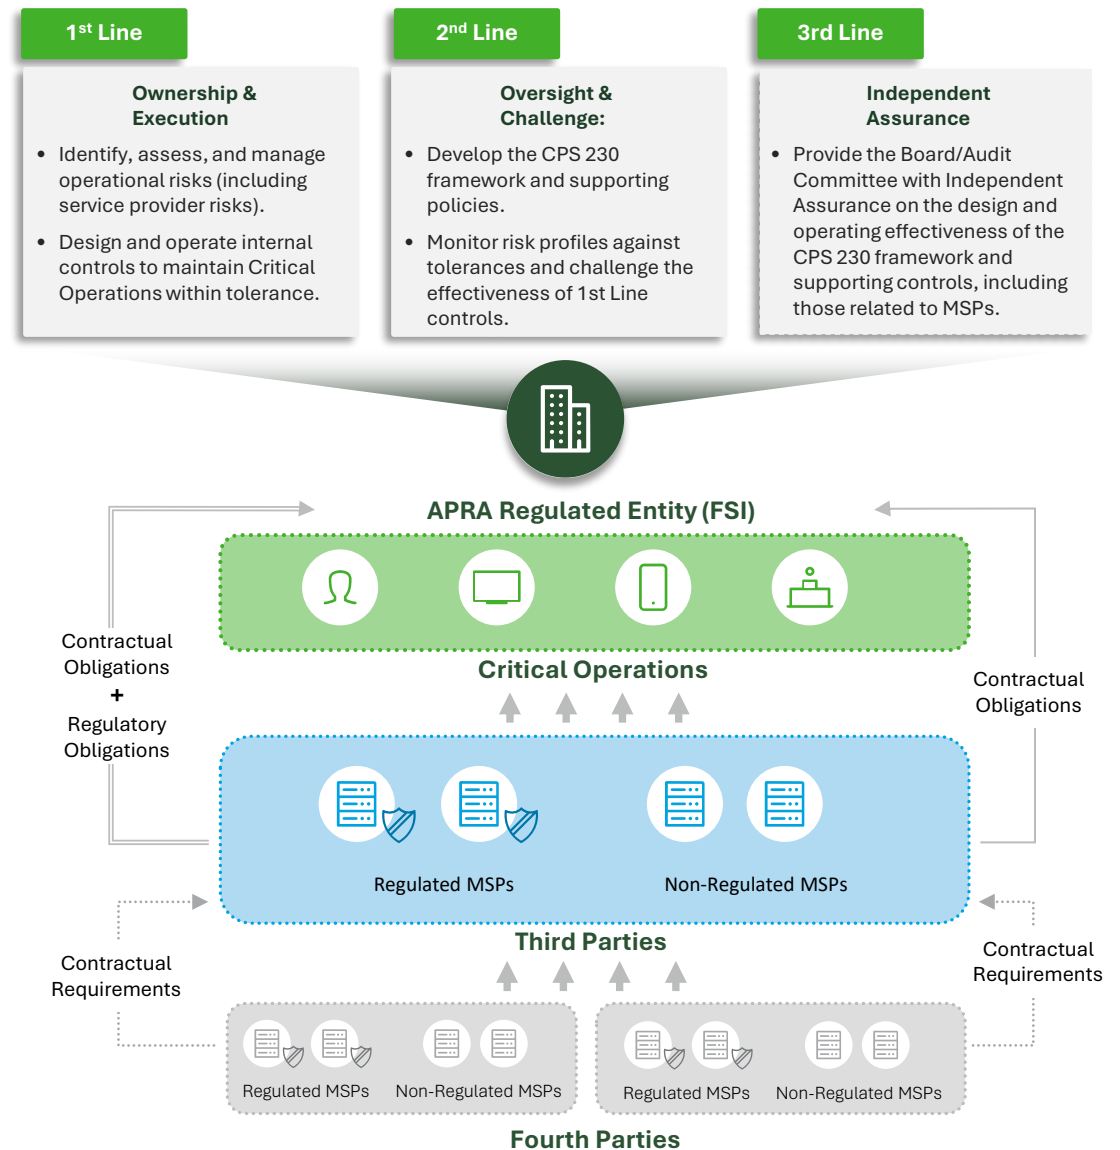 1st Line
Ownership &
Execution
• Identify, assess, and manage
operational risks (including
service provider risks).
• Design and operate internal
controls to maintain Critical
Operations within tolerance.
2nd Line
Oversight &
Challenge:
• Develop the CPS 230
framework and supporting
policies.
• Monitor risk profiles against
tolerances and challenge the
effectiveness of 1st Line
controls.
3rd Line
Independent
Assurance
• Provide the Board/Audit
Committee with Independent
Assurance on the design and
operating effectiveness of the
CPS 230 framework and
supporting controls, including
those related to MSPs.
APRA Regulated Entity (FSI)
Critical Operations
Contractual
Obligations
+
Regulatory
Obligations
Contractual
Obligations
Regulated MSPs
Non-Regulated MSPs
Third Parties
Contractual
Requirements
Contractual
Requirements
Regulated MSPs
Non-Regulated MSPs
Regulated MSPs
Non-Regulated MSPs
Fourth Parties